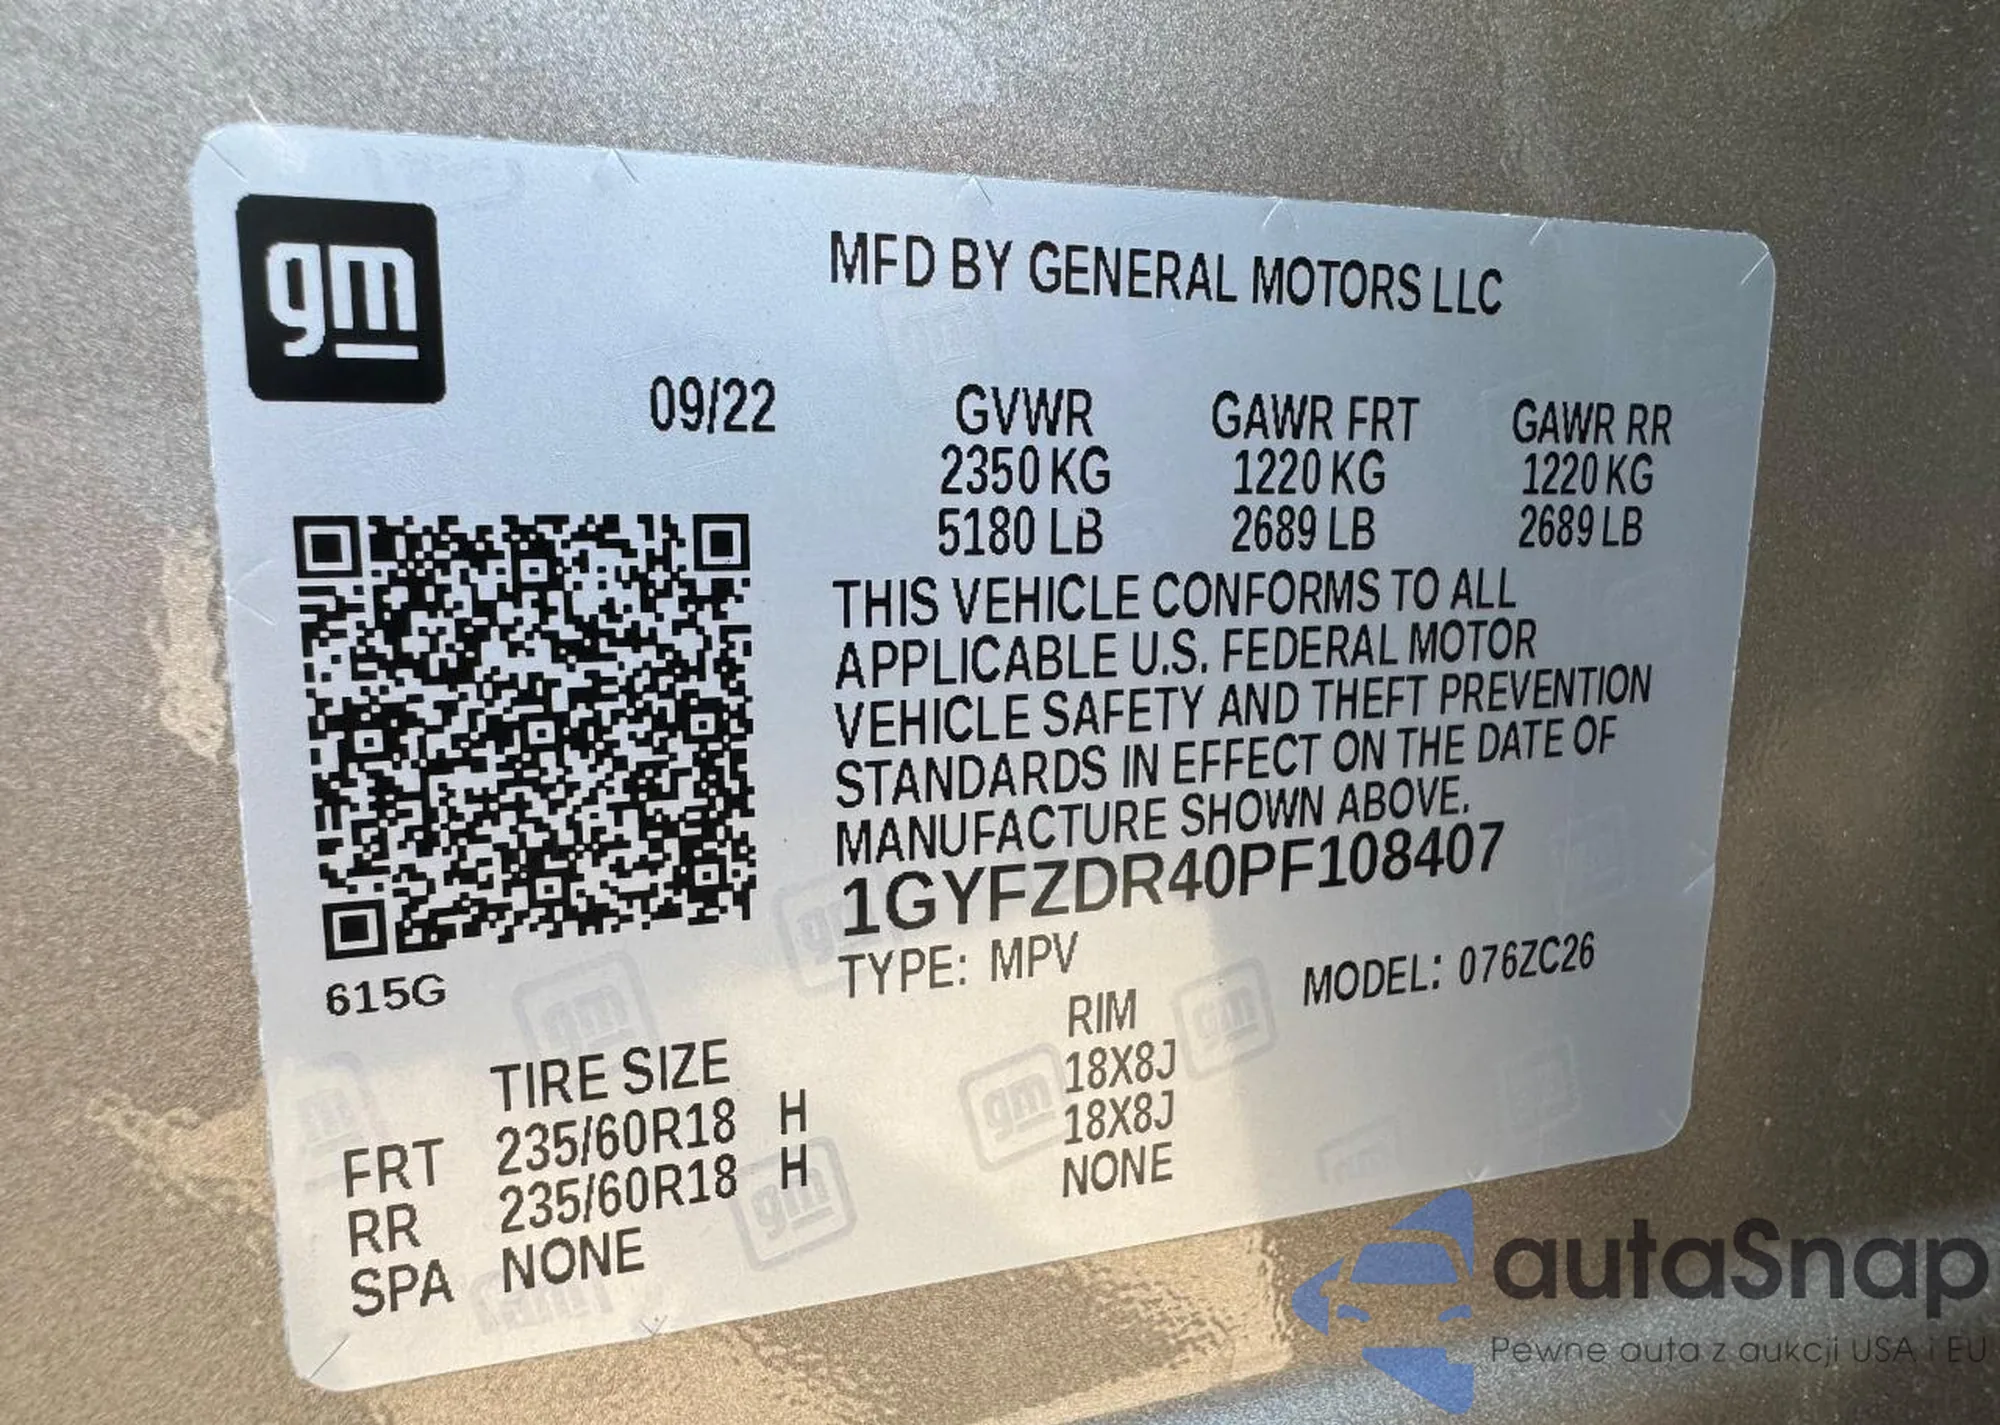 gm
MFD BY GENERAL MOTORS LLC
09/22
GVWR GAWR FRT GAWR RR
2350 KG 1220 KG 1220 KG
5180 LB 2689 LB 2689 LB
THIS VEHICLE CONFORMS TO ALL
APPLICABLE U.S. FEDERAL MOTOR
VEHICLE SAFETY AND THEFT PREVENTION
STANDARDS IN EFFECT ON THE DATE OF
MANUFACTURE SHOWN ABOVE.
1GYFZDR40PF108407
TYPE: MPV MODEL: 076ZC26
615G
TIRE SIZE RIM
FRT 235/60R18 H 18X8J
RR 235/60R18 H 18X8J
SPA NONE NONE
autaSnap
Pewne auta z aukcji USA i EU